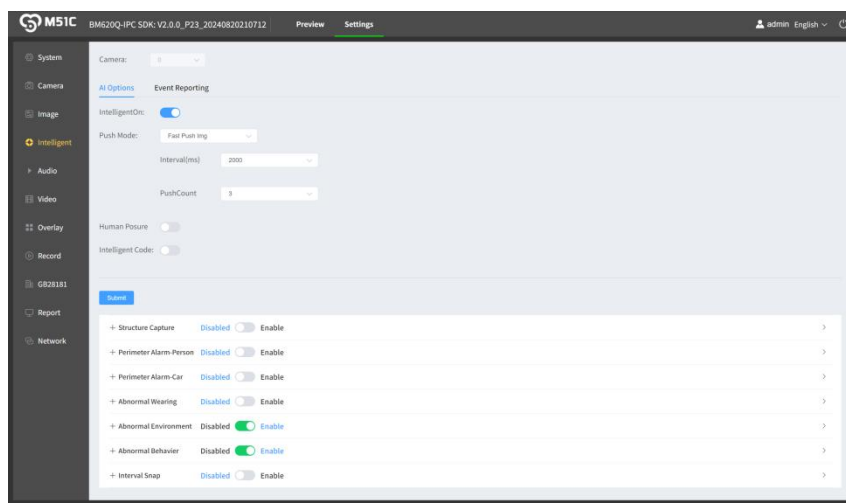 M51C BM620Q-IPC SDK: V2.0.0_P23_20240820210712 Preview Settings admin English
System
Camera
Image
Intelligent
Audio
Video
Overlay
Record
GB28181
Report
Network
Camera: 0
AI Options Event Reporting
IntelligentOn:
Push Mode: Fast Push Img
Interval(ms) 2000
PushCount 3
Human Posure
Intelligent Code:
Submit
+ Structure Capture Disabled Enable
+ Perimeter Alarm-Person Disabled Enable
+ Perimeter Alarm-Car Disabled Enable
+ Abnormal Wearing Disabled Enable
+ Abnormal Environment Disabled Enable
+ Abnormal Behavier Disabled Enable
+ Interval Snap Disabled Enable